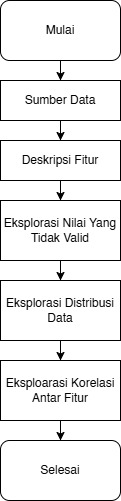 Mulai
Sumber Data
Deskripsi Fitur
Eksplorasi Nilai Yang
Tidak Valid
Eksplorasi Distribusi
Data
Eksploarasi Korelasi
Antar Fitur
Selesai